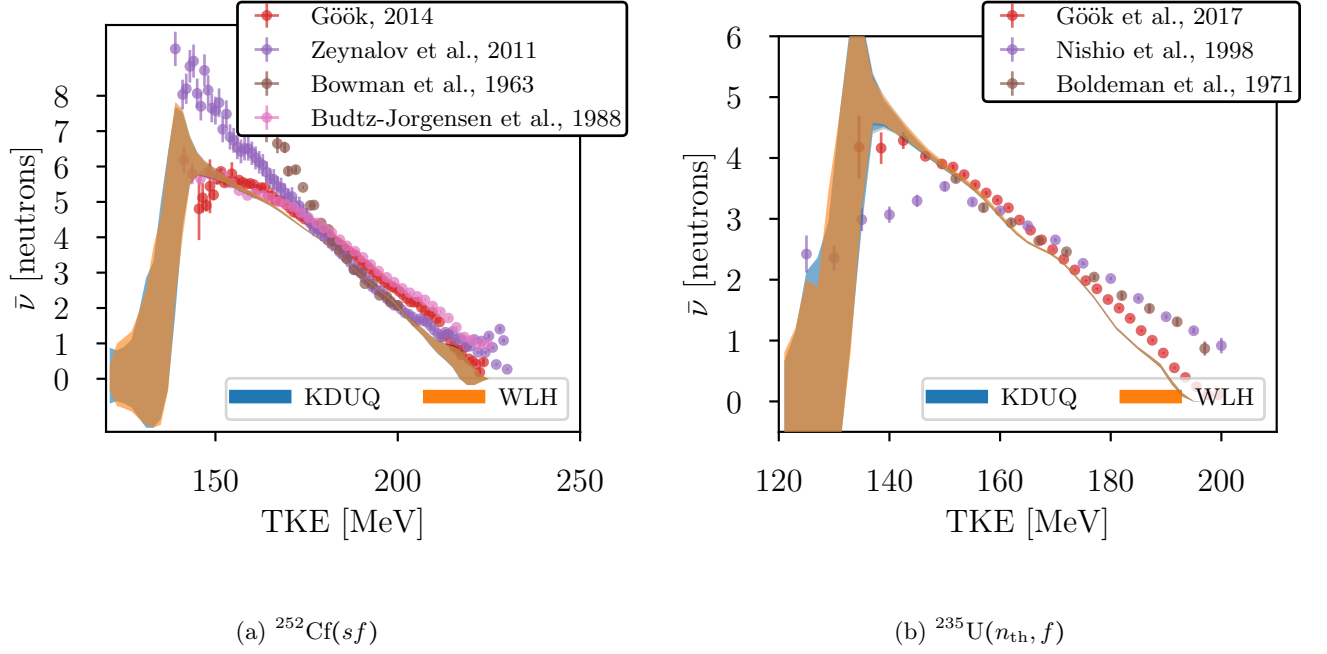 Göök, 2014
Zeynalov et al., 2011
Bowman et al., 1963
Budtz-Jorgensen et al., 1988
8
7
6
5
4
3
2
1
0
ν̄ [neutrons]
KDUQ
WLH
150
200
250
TKE [MeV]
(a) ²⁵²Cf(sf)
Göök et al., 2017
Nishio et al., 1998
Boldeman et al., 1971
6
5
4
3
2
1
0
ν̄ [neutrons]
KDUQ
WLH
120
140
160
180
200
TKE [MeV]
(b) ²³⁵U(nₜₕ, f)